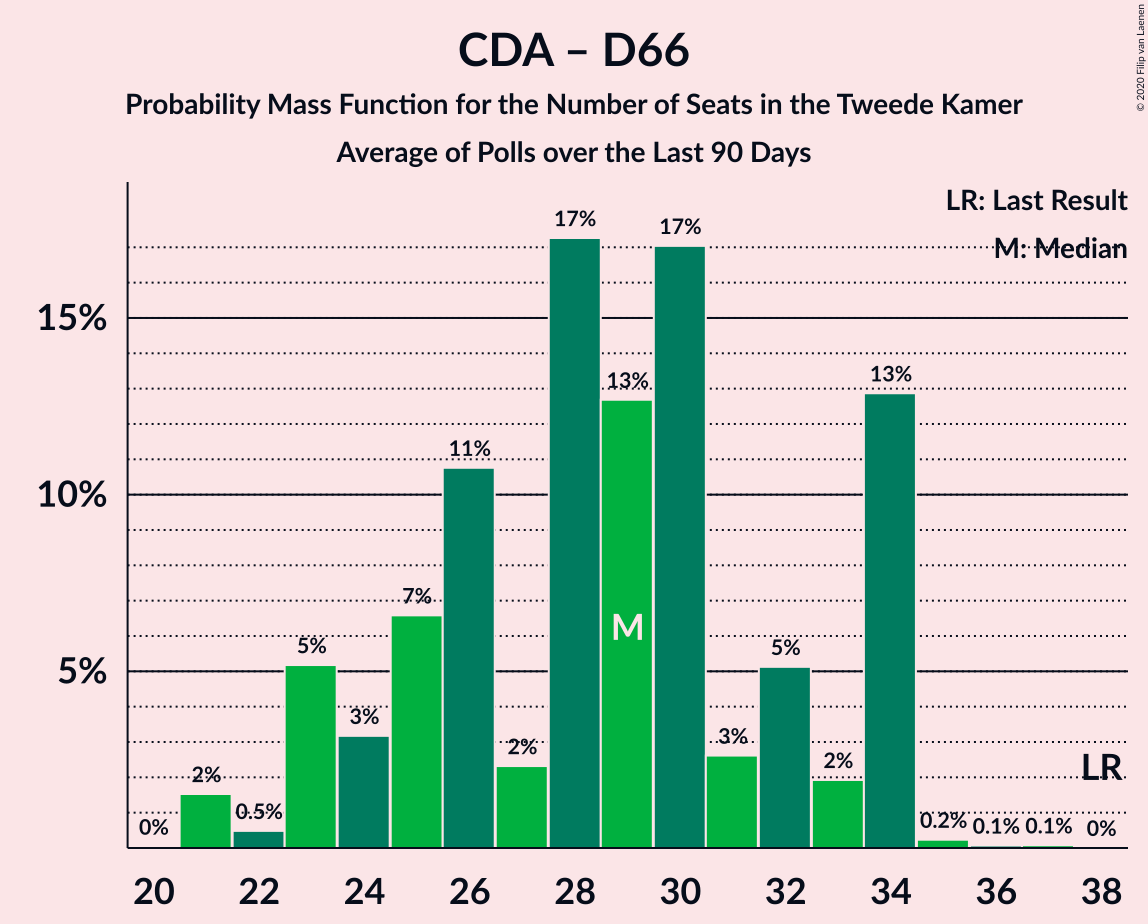 CDA – D66
Probability Mass Function for the Number of Seats in the Tweede Kamer
Average of Polls over the Last 90 Days
© 2020 Filip van Laenen
LR: Last Result
M: Median
15%
10%
5%
0%
2%
0.5%
5%
3%
7%
11%
2%
17%
13%
17%
3%
5%
2%
13%
0.2%
0.1%
0.1%
0%
M
LR
20 22 24 26 28 30 32 34 36 38